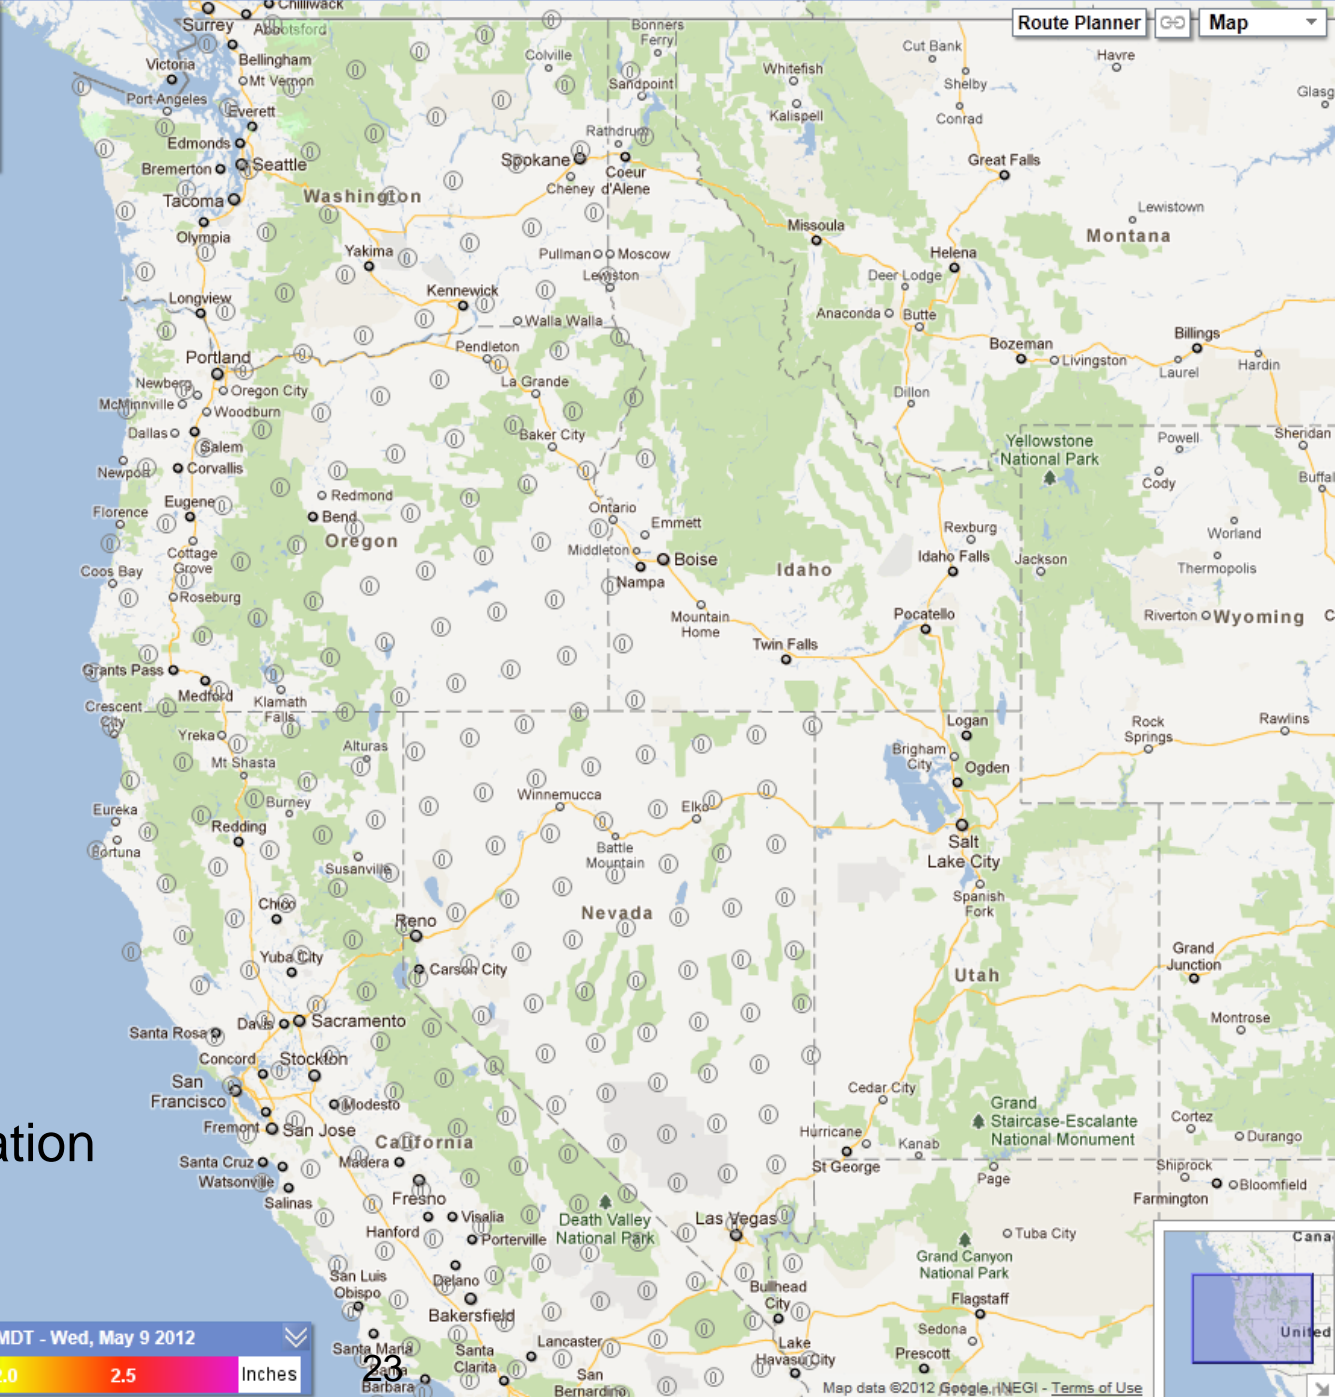 Chilliwack
Surrey
Abbotsford
Bonners
Ferry
Route Planner
Map
Victoria
Bellingham
Mt Vernon
Colville
Sandpoint
Whitefish
Cut Bank
Shelby
Havre
Port Angeles
Everett
Kalispell
Conrad
Glasg
Edmonds
Rathdrum
Bremerton
Seattle
Spokane
Coeur
d'Alene
Cheney
Great Falls
Tacoma
Washington
Lewistown
Olympia
Missoula
Montana
Yakima
Pullman
Moscow
Helena
Lewiston
Deer Lodge
Longview
Kennewick
Walla Walla
Anaconda
Butte
Portland
Pendleton
Bozeman
Livingston
Billings
Laurel
Hardin
Newberg
Oregon City
La Grande
Dillon
McMinnville
Woodburn
Dallas
Salem
Baker City
Yellowstone
National Park
Powell
Sheridan
Newport
Corvallis
Cody
Buffal
Eugene
Redmond
Florence
Bend
Ontario
Emmett
Rexburg
Worland
Oregon
Cottage
Grove
Middleton
Boise
Idaho
Idaho Falls
Jackson
Thermopolis
Coos Bay
Nampa
Roseburg
Mountain
Home
Pocatello
Riverton
Wyoming
C
Twin Falls
Grants Pass
Medford
Klamath
Falls
Crescent
City
Yreka
Alturas
Logan
Rock
Springs
Rawlins
Brigham
City
Mt Shasta
Ogden
Eureka
Burney
Winnemucca
Elko
Redding
Salt
Lake City
Fortuna
Susanville
Battle
Mountain
Spanish
Fork
Chico
Reno
Nevada
Yuba City
Carson City
Utah
Grand
Junction
Santa Rosa
Davis
Sacramento
Montrose
Concord
Stockton
San
Francisco
Modesto
Cedar City
Grand
Staircase-Escalante
National Monument
Cortez
Durango
Fremont
San Jose
California
Hurricane
Kanab
ation
Santa Cruz
Madera
St George
Page
Shiprock
Watsonville
Salinas
Fresno
Farmington
Bloomfield
Hanford
Visalia
Porterville
Death Valley
National Park
Las Vegas
Tuba City
Grand Canyon
National Park
Cana
San Luis
Obispo
Delano
Bullhead
City
Flagstaff
Bakersfield
MDT - Wed, May 9 2012
Santa Maria
Santa
Clarita
Lancaster
Lake
Havasu City
Sedona
Prescott
United
2.0
2.5
Inches
23
Santa
Barbara
San
Bernardino
Map data ©2012 Google, INEGI - Terms of Use